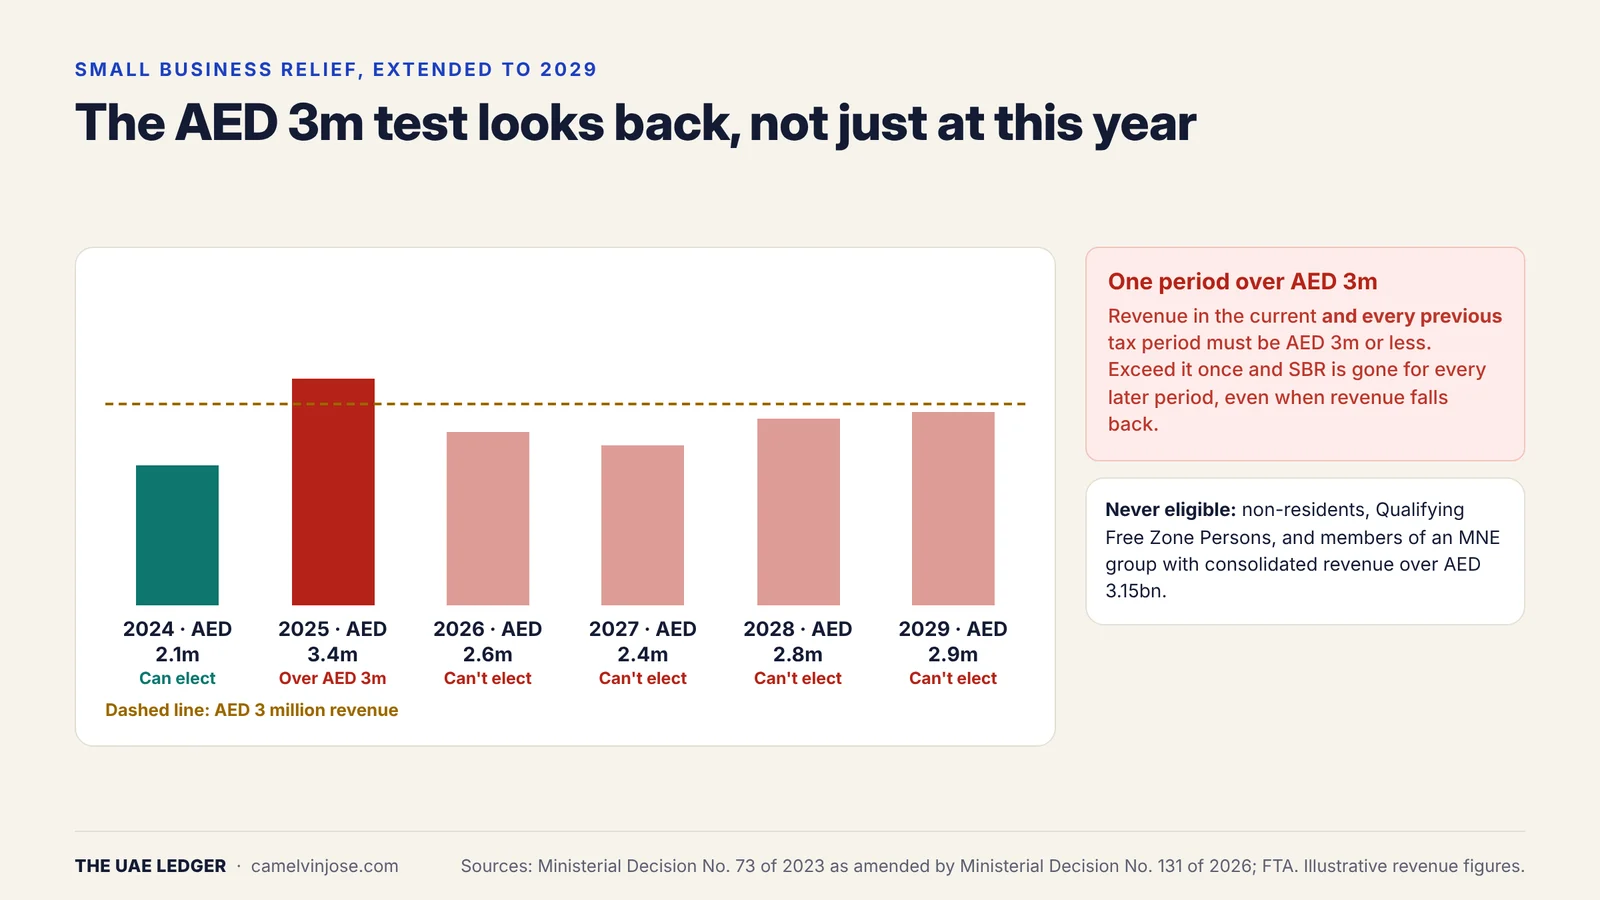 SMALL BUSINESS RELIEF, EXTENDED TO 2029
The AED 3m test looks back, not just at this year
2024 · AED 2.1m
Can elect
2025 · AED 3.4m
Over AED 3m
2026 · AED 2.6m
Can't elect
2027 · AED 2.4m
Can't elect
2028 · AED 2.8m
Can't elect
2029 · AED 2.9m
Can't elect
Dashed line: AED 3 million revenue
One period over AED 3m
Revenue in the current and every previous
tax period must be AED 3m or less.
Exceed it once and SBR is gone for every
later period, even when revenue falls
back.
Never eligible: non-residents, Qualifying
Free Zone Persons, and members of an MNE
group with consolidated revenue over AED
3.15bn.
THE UAE LEDGER · camelvinjose.com
Sources: Ministerial Decision No. 73 of 2023 as amended by Ministerial Decision No. 131 of 2026; FTA. Illustrative revenue figures.